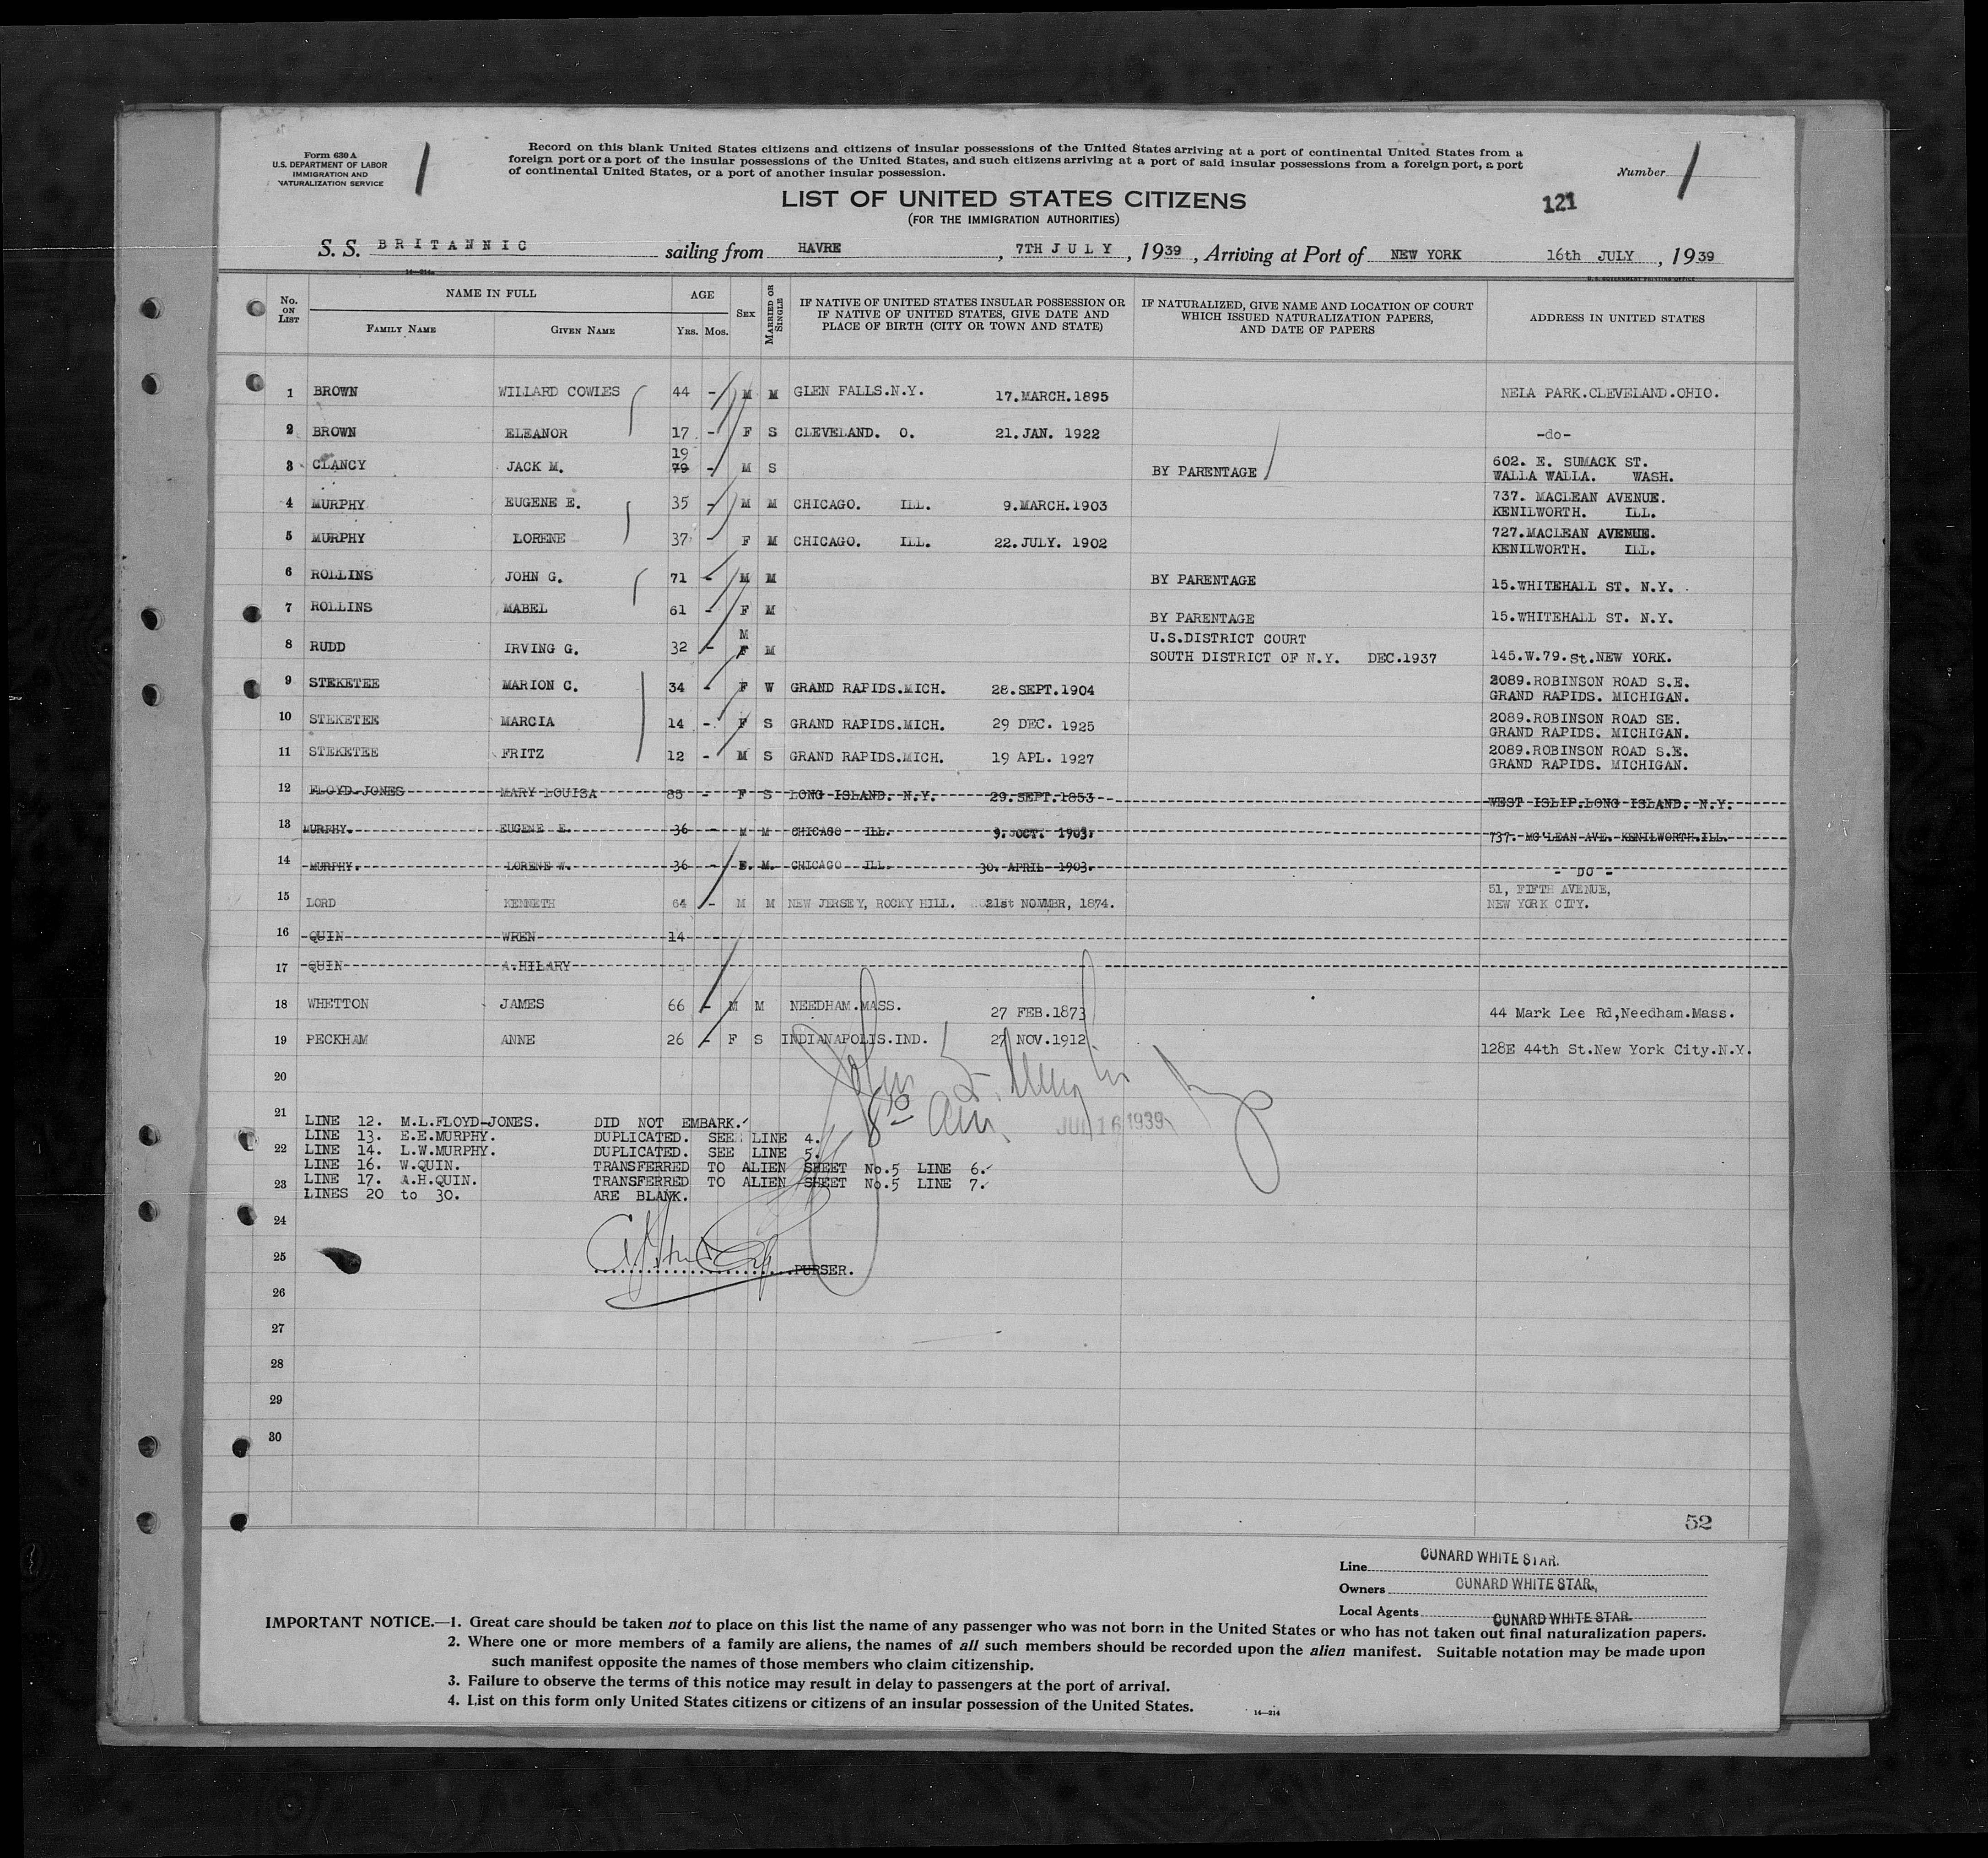 Form 630 A
U.S. DEPARTMENT OF LABOR
IMMIGRATION AND
NATURALIZATION SERVICE
1
Record on this blank United States citizens and citizens of insular possessions of the United States arriving at a port of continental United States from a
foreign port or a port of the insular possessions of the United States, and such citizens arriving at a port of said insular possessions from a foreign port, a port
of continental United States, or a port of another insular possession.
Number 1
LIST OF UNITED STATES CITIZENS
(FOR THE IMMIGRATION AUTHORITIES)
121
S. S. BRITANNIC sailing from HAVRE, 7TH JULY, 1939, Arriving at Port of NEW YORK 16th JULY, 1939
14—214
No. ON LIST NAME IN FULL AGE SEX MARRIED OR SINGLE IF NATIVE OF UNITED STATES INSULAR POSSESSION OR IF NATIVE OF UNITED STATES, GIVE DATE AND PLACE OF BIRTH (CITY OR TOWN AND STATE) IF NATURALIZED, GIVE NAME AND LOCATION OF COURT WHICH ISSUED NATURALIZATION PAPERS, AND DATE OF PAPERS ADDRESS IN UNITED STATES
FAMILY NAME GIVEN NAME YRS. MOS.
1 BROWN WILLARD COWLES 44 - M M GLEN FALLS.N.Y. 17.MARCH.1895 NELA PARK.CLEVELAND.OHIO.
2 BROWN ELEANOR 17 - F S CLEVELAND. O. 21.JAN. 1922 -do-
19
3 CLANCY JACK M. 79 - M S BY PARENTAGE 602. E. SUMACK ST.
WALLA WALLA. WASH.
4 MURPHY EUGENE E. 35 - M M CHICAGO. ILL. 9.MARCH.1903 737. MACLEAN AVENUE.
KENILWORTH. ILL.
5 MURPHY LORENE 37 - F M CHICAGO. ILL. 22.JULY. 1902 727.MACLEAN AVENUE.
KENILWORTH. ILL.
6 ROLLINS JOHN G. 71 - M M BY PARENTAGE 15.WHITEHALL ST. N.Y.
7 ROLLINS MABEL 61 - F M BY PARENTAGE 15.WHITEHALL ST. N.Y.
M U.S.DISTRICT COURT
8 RUDD IRVING G. 32 - F M SOUTH DISTRICT OF N.Y. DEC.1937 145.W.79.St.NEW YORK.
9 STEKETEE MARION C. 34 - F W GRAND RAPIDS.MICH. 28.SEPT.1904 2089.ROBINSON ROAD S.E.
GRAND RAPIDS. MICHIGAN.
10 STEKETEE MARCIA 14 - F S GRAND RAPIDS.MICH. 29 DEC. 1925 2089.ROBINSON ROAD SE.
GRAND RAPIDS. MICHIGAN.
11 STEKETEE FRITZ 12 - M S GRAND RAPIDS.MICH. 19 APL. 1927 2089.ROBINSON ROAD S.E.
GRAND RAPIDS. MICHIGAN.
12 FLOYD-JONES MARY LOUISA 85 - F S LONG ISLAND. N.Y. 29.SEPT.1853 WEST ISLIP.LONG ISLAND. N.Y.
13 MURPHY. EUGENE E. 36 - M M CHICAGO ILL. 9. OCT. 1903. 737. MC'LEAN AVE. KENILWORTH.ILL.
14 MURPHY. LORENE W. 36 - F. M. CHICAGO ILL. 30. APRIL 1903. - DO -
15 LORD KENNETH 64 - M M NEW JERSEY, ROCKY HILL. 21st NOVMBR, 1874. 51, FIFTH AVENUE,
NEW YORK CITY.
16 QUIN WREN 14
17 QUIN A.HILARY
18 WHETTON JAMES 66 - M M NEEDHAM.MASS. 27 FEB.1873 44 Mark Lee Rd,Needham.Mass.
19 PECKHAM ANNE 26 - F S INDIANAPOLIS.IND. 27 NOV.1912 128E 44th St.New York City.N.Y.
20
21
LINE 12. M.L.FLOYD-JONES. DID NOT EMBARK.
LINE 13. E.E.MURPHY. DUPLICATED. SEE LINE 4.
22
LINE 14. L.W.MURPHY. DUPLICATED. SEE LINE 5.
LINE 16. W.QUIN. TRANSFERRED TO ALIEN SHEET No.5 LINE 6.
23
LINE 17. A.H.QUIN. TRANSFERRED TO ALIEN SHEET No.5 LINE 7.
LINES 20 to 30. ARE BLANK.
JUL 16 1939
24
25
PURSER.
26
27
28
29
30
52
Line CUNARD WHITE STAR.
Owners CUNARD WHITE STAR.
Local Agents CUNARD WHITE STAR.
IMPORTANT NOTICE.—1. Great care should be taken not to place on this list the name of any passenger who was not born in the United States or who has not taken out final naturalization papers.
2. Where one or more members of a family are aliens, the names of all such members should be recorded upon the alien manifest. Suitable notation may be made upon
such manifest opposite the names of those members who claim citizenship.
3. Failure to observe the terms of this notice may result in delay to passengers at the port of arrival.
4. List on this form only United States citizens or citizens of an insular possession of the United States.
14—214